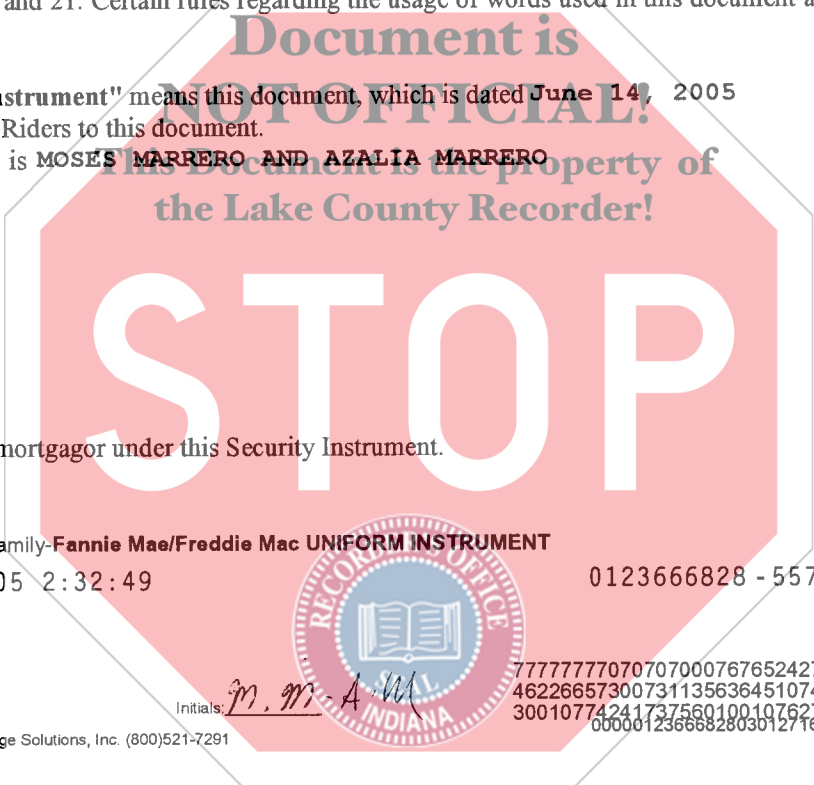 and 21. Certain rules regarding the usage of words used in this document a
Document is
NOT OFFICIAL!
nstrument" means this document, which is dated June 14, 2005
Riders to this document.
is MOSES MARRERO AND AZALIA MARRERO
This Document is the property of
the Lake County Recorder!
STOP
mortgagor under this Security Instrument.
amily-Fannie Mae/Freddie Mac UNIFORM INSTRUMENT
05 2:32:49
0123666828 - 557
RECORDER'S OFFICE
SEAL
INDIANA
Initials: M. M - A. M
77777777070707000767652427
46226657300731135636451074
30010774241737560100107627
00000123666828030127 16
ge Solutions, Inc. (800)521-7291